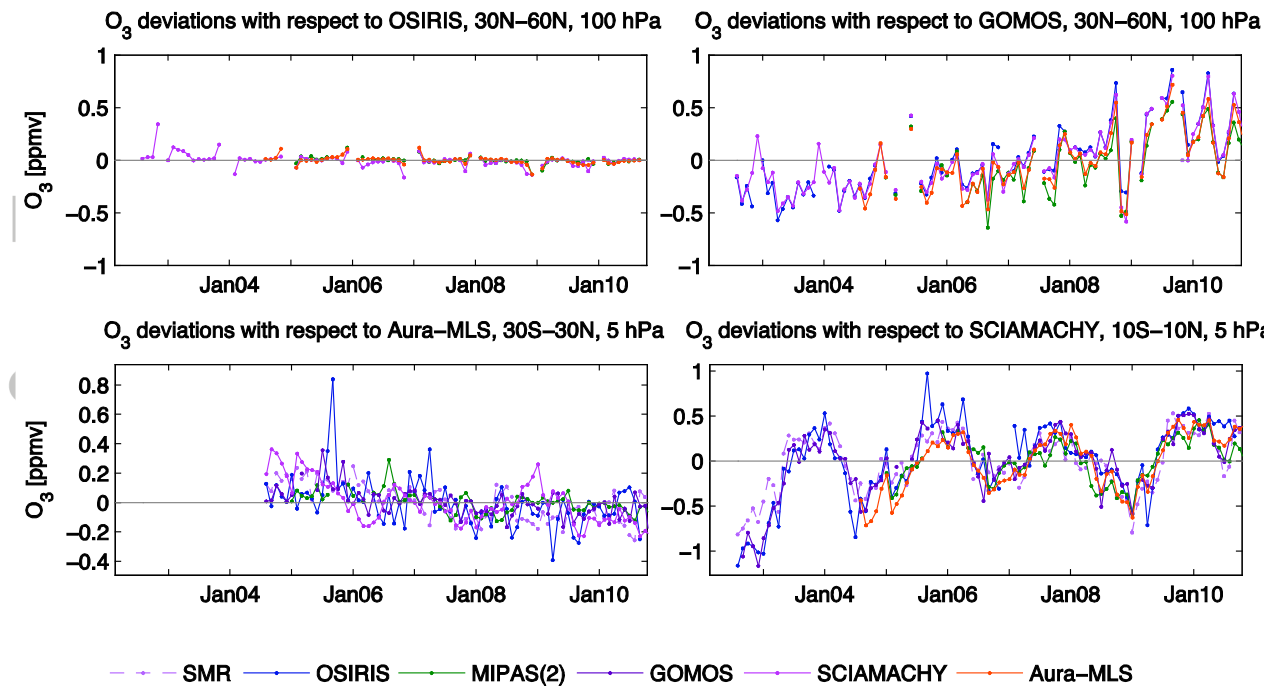 O3 deviations with respect to OSIRIS, 30N–60N, 100 hPa
O3 deviations with respect to GOMOS, 30N–60N, 100 hPa
O3 [ppmv]
1
0.5
0
−0.5
−1
Jan04 Jan06 Jan08 Jan10
1
0.5
0
−0.5
−1
Jan04 Jan06 Jan08 Jan10
O3 deviations with respect to Aura−MLS, 30S–30N, 5 hPa
O3 deviations with respect to SCIAMACHY, 10S–10N, 5 hPa
O3 [ppmv]
0.8
0.6
0.4
0.2
0
−0.2
−0.4
Jan04 Jan06 Jan08 Jan10
1
0.5
0
−0.5
−1
Jan04 Jan06 Jan08 Jan10
SMR OSIRIS MIPAS(2) GOMOS SCIAMACHY Aura−MLS